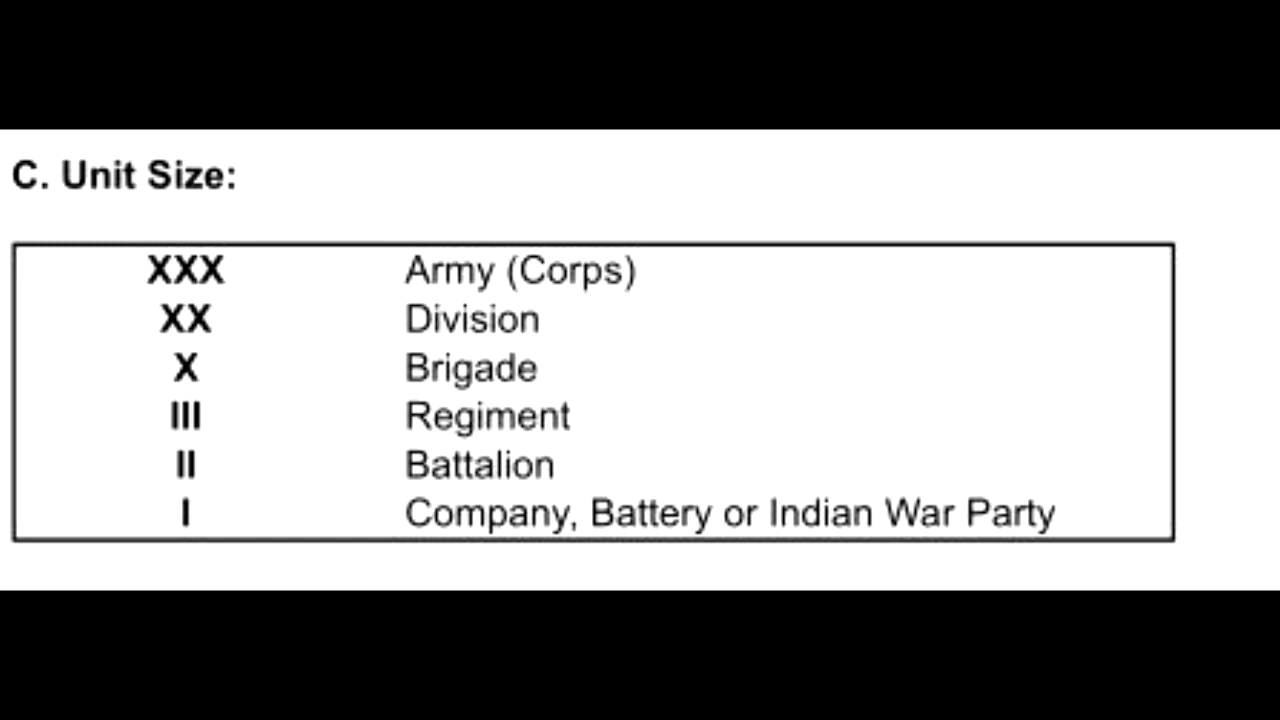 C. Unit Size:
XXX Army (Corps)
XX Division
X Brigade
III Regiment
II Battalion
I Company, Battery or Indian War Party